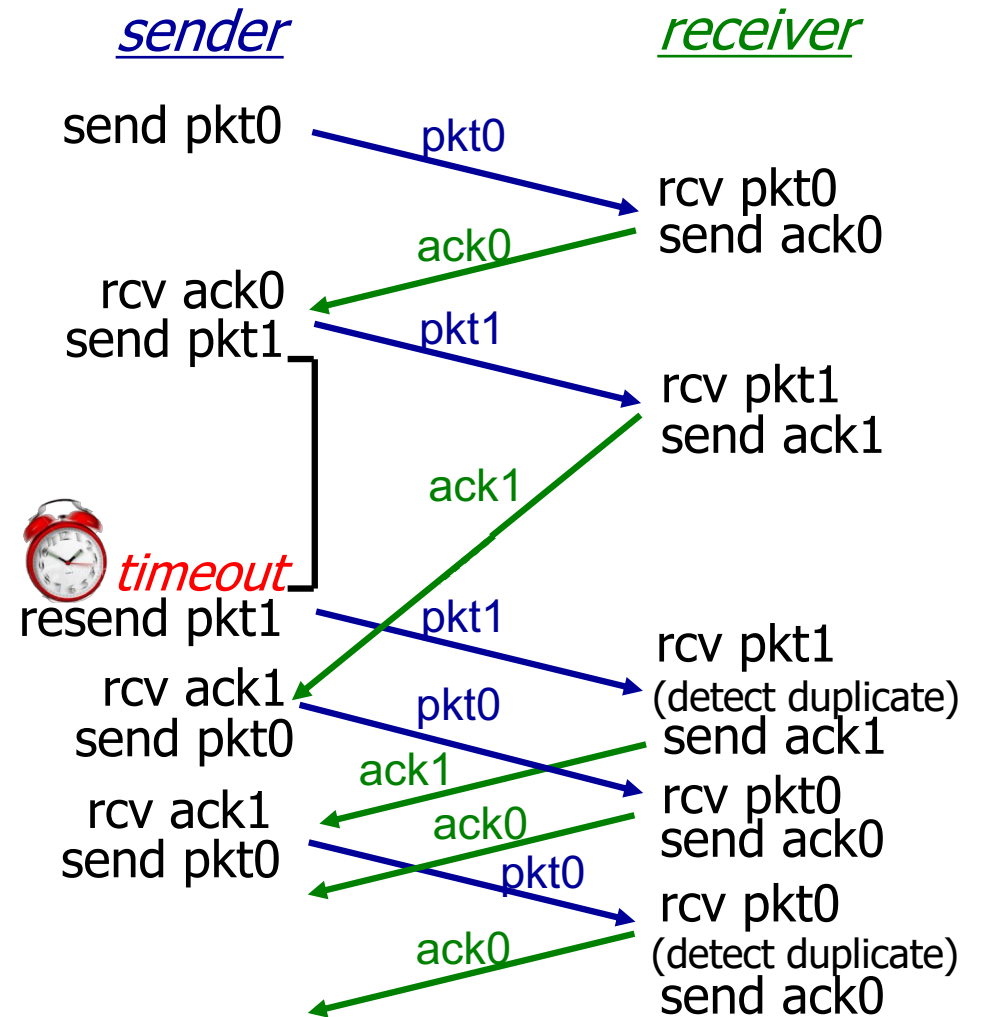 sender
receiver
send pkt0
pkt0
rcv pkt0
send ack0
ack0
rcv ack0
send pkt1
pkt1
rcv pkt1
send ack1
ack1
timeout
resend pkt1
pkt1
rcv pkt1
(detect duplicate)
send ack1
rcv ack1
send pkt0
pkt0
ack1
rcv pkt0
send ack0
rcv ack1
send pkt0
ack0
pkt0
rcv pkt0
(detect duplicate)
send ack0
ack0